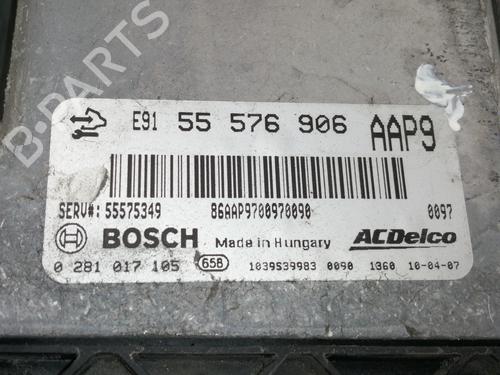 B-PARTS
E91 55 576 906 AAP9
SERV#: 55575349 86AAP9700970090 0097
BOSCH Made in Hungary ACDelco
0 281 017 105 658 1039S39983 0090 1360 10-04-07